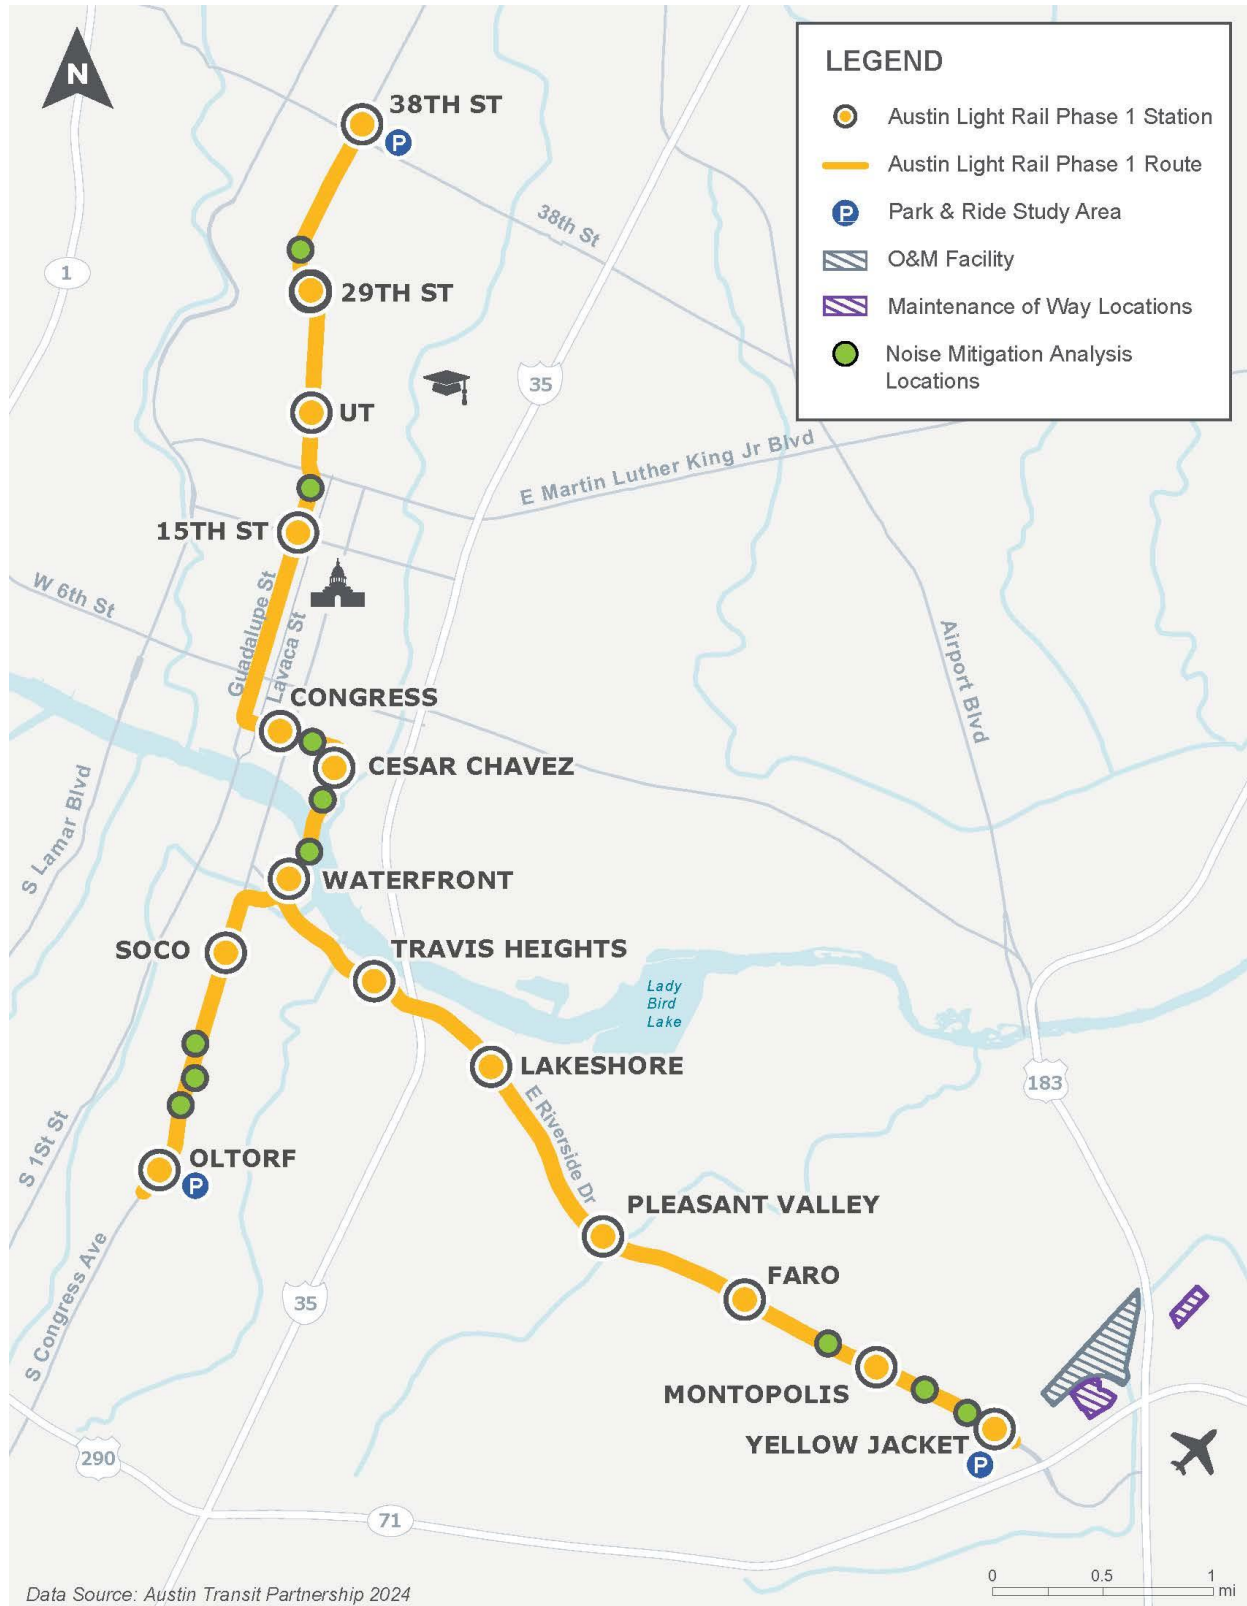 N
LEGEND
Austin Light Rail Phase 1 Station
Austin Light Rail Phase 1 Route
P Park & Ride Study Area
O&M Facility
Maintenance of Way Locations
Noise Mitigation Analysis
Locations
38TH ST
P
38th St
1
29TH ST
35
UT
E Martin Luther King Jr Blvd
15TH ST
W 6th St
Guadalupe St
Lavaca St
Airport Blvd
CONGRESS
CESAR CHAVEZ
S Lamar Blvd
WATERFRONT
SOCO
TRAVIS HEIGHTS
Lady
Bird
Lake
LAKESHORE
183
E Riverside Dr
S 1St St
OLTORF
P
PLEASANT VALLEY
S Congress Ave
FARO
35
MONTOPOLIS
YELLOW JACKET
P
290
71
0 0.5 1
mi
Data Source: Austin Transit Partnership 2024